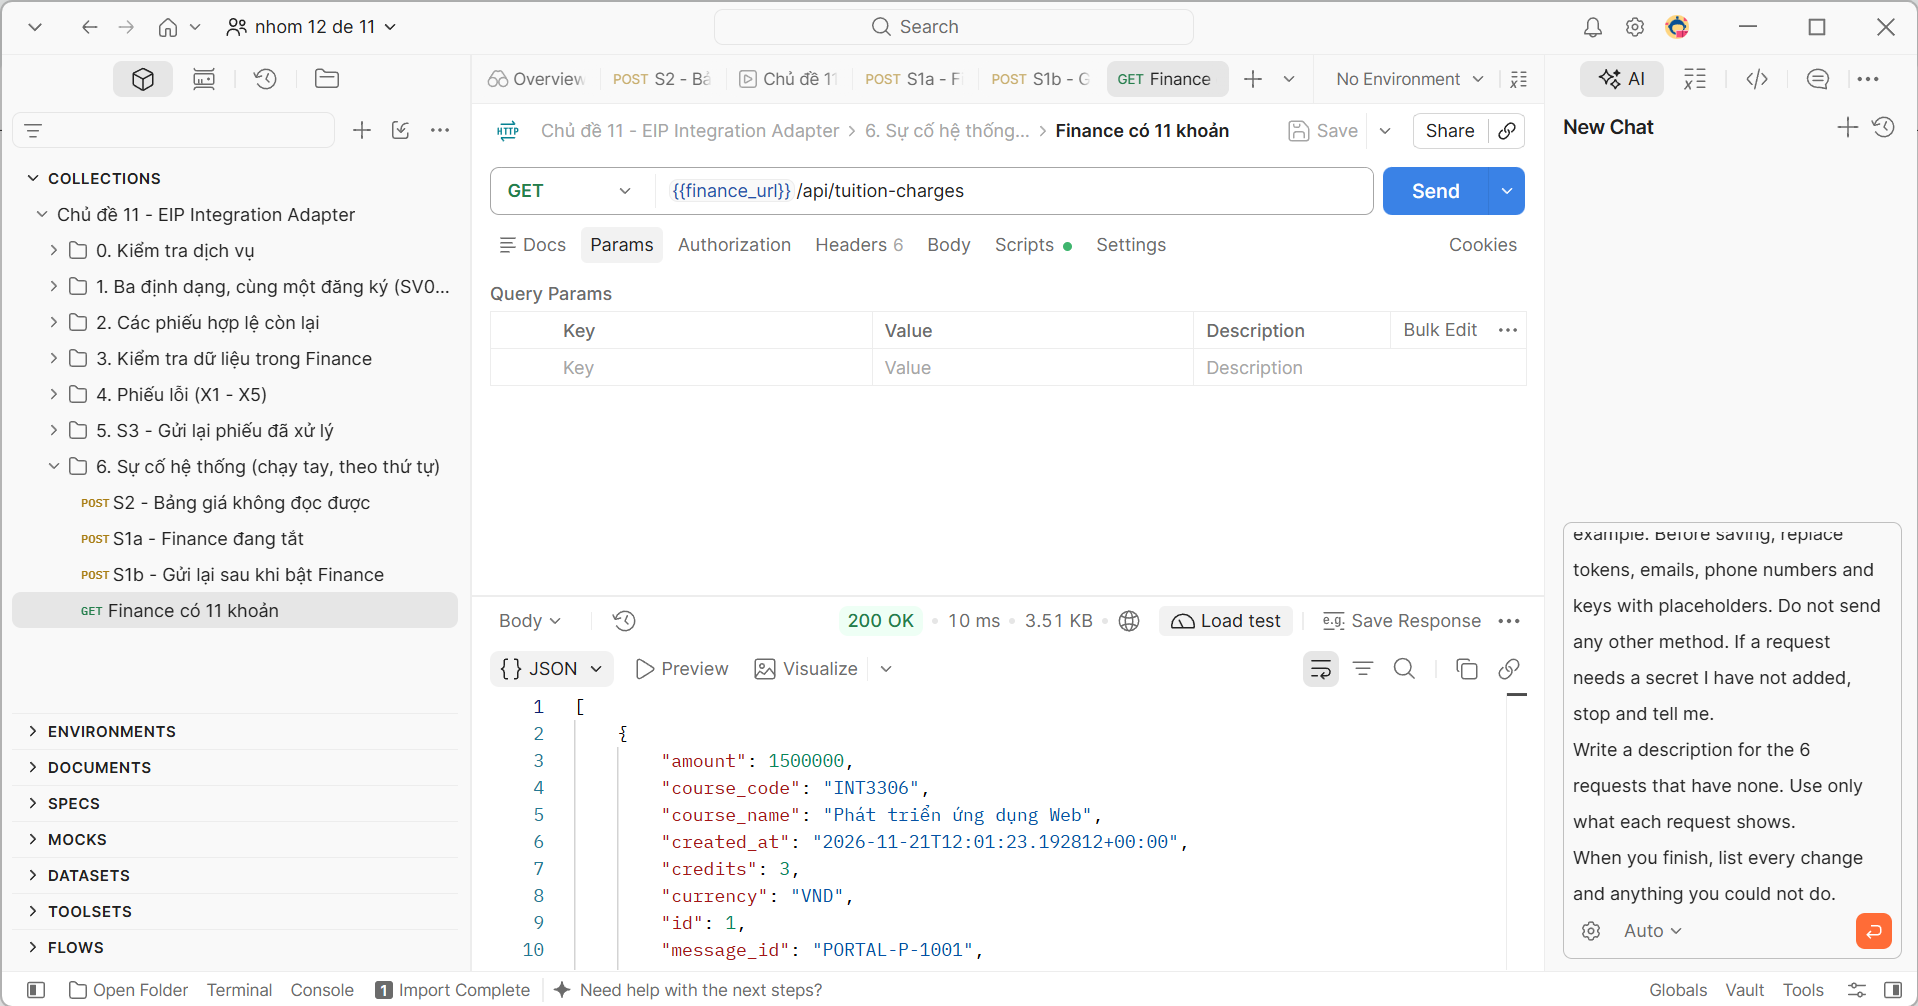 nhom 12 de 11
Search
Overview
POST S2 - Bả
Chủ đề 11
POST S1a - F
POST S1b - G
GET Finance
No Environment
AI
Chủ đề 11 - EIP Integration Adapter > 6. Sự cố hệ thống... > Finance có 11 khoản
Save
Share
New Chat
COLLECTIONS
Chủ đề 11 - EIP Integration Adapter
0. Kiểm tra dịch vụ
1. Ba định dạng, cùng một đăng ký (SV0...
2. Các phiếu hợp lệ còn lại
3. Kiểm tra dữ liệu trong Finance
4. Phiếu lỗi (X1 - X5)
5. S3 - Gửi lại phiếu đã xử lý
6. Sự cố hệ thống (chạy tay, theo thứ tự)
POST S2 - Bảng giá không đọc được
POST S1a - Finance đang tắt
POST S1b - Gửi lại sau khi bật Finance
GET Finance có 11 khoản
ENVIRONMENTS
DOCUMENTS
SPECS
MOCKS
DATASETS
TOOLSETS
FLOWS
HTTP
GET
{{finance_url}} /api/tuition-charges
Send
Docs
Params
Authorization
Headers 6
Body
Scripts
Settings
Cookies
Query Params
Key
Value
Description
Bulk Edit
Key
Value
Description
Body
200 OK
10 ms
3.51 KB
Load test
e.g. Save Response
{} JSON
Preview
Visualize
1 [
2 {
3 "amount": 1500000,
4 "course_code": "INT3306",
5 "course_name": "Phát triển ứng dụng Web",
6 "created_at": "2026-11-21T12:01:23.192812+00:00",
7 "credits": 3,
8 "currency": "VND",
9 "id": 1,
10 "message_id": "PORTAL-P-1001",
example. Before saving, replace
tokens, emails, phone numbers and
keys with placeholders. Do not send
any other method. If a request
needs a secret I have not added,
stop and tell me.
Write a description for the 6
requests that have none. Use only
what each request shows.
When you finish, list every change
and anything you could not do.
Auto
Open Folder
Terminal
Console
1 Import Complete
Need help with the next steps?
Globals
Vault
Tools